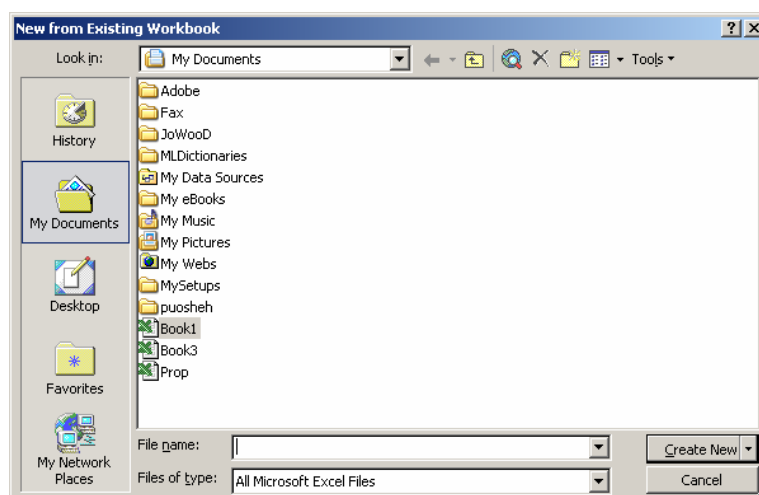 New from Existing Workbook
Look in: My Documents Tools
Adobe
Fax
JoWooD
MLDictionaries
My Data Sources
My eBooks
My Music
My Pictures
My Webs
MySetups
puosheh
Book1
Book3
Prop
History
My Documents
Desktop
Favorites
My Network
Places
File name: Create New
Files of type: All Microsoft Excel Files Cancel